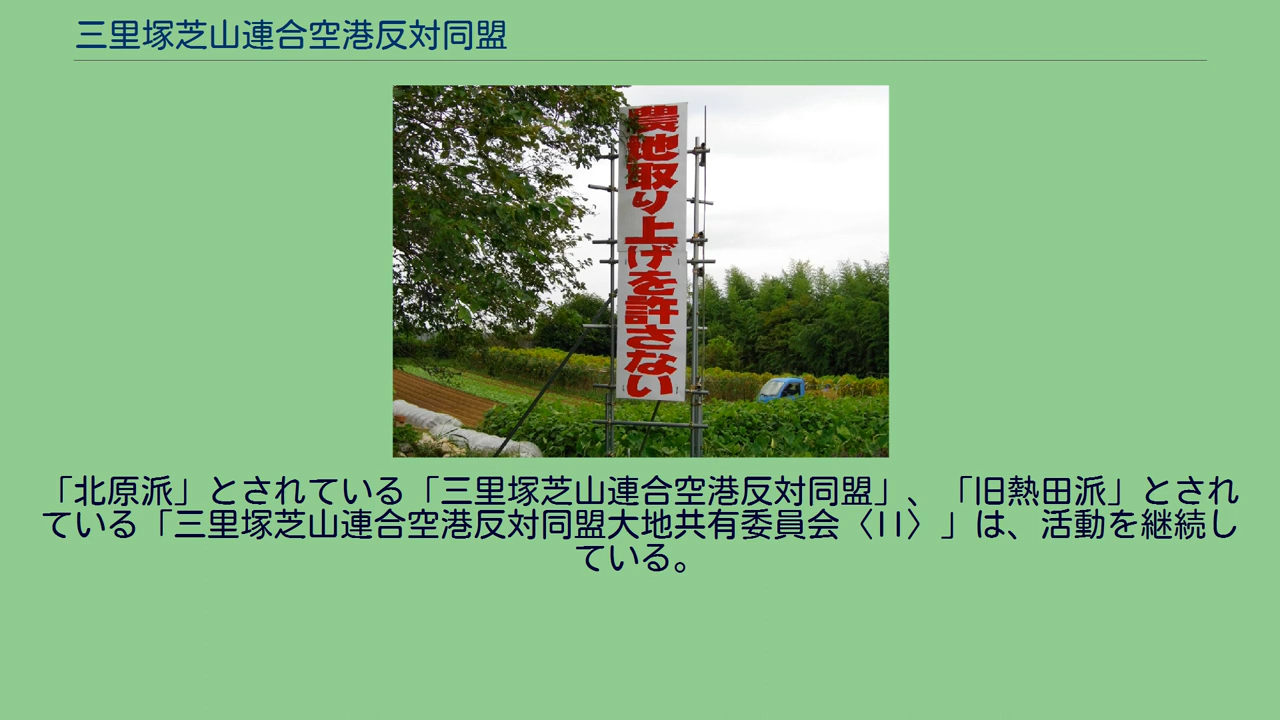 三里塚芝山連合空港反対同盟
農地取り上げを許さない
「北原派」とされている「三里塚芝山連合空港反対同盟」、「旧熱田派」とされ
ている「三里塚芝山連合空港反対同盟大地共有委員会〈II〉」は、活動を継続し
ている。